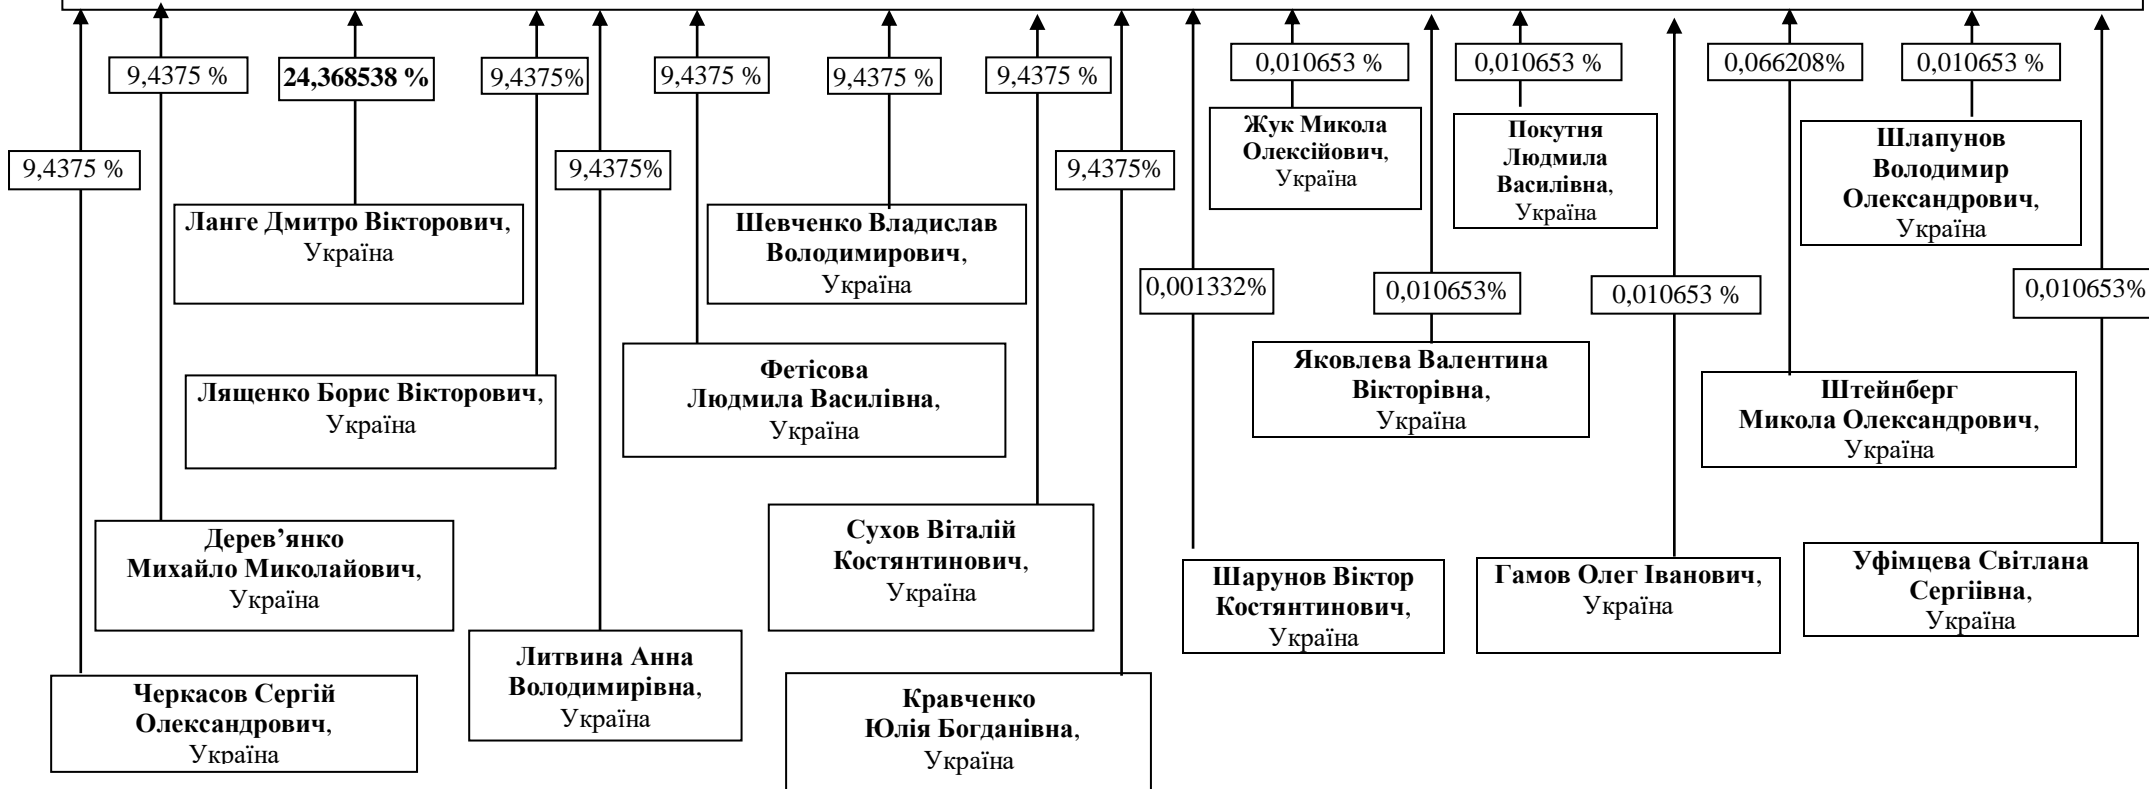 9,4375 %
24,368538 %
9,4375%
9,4375 %
9,4375 %
9,4375 %
0,010653 %
0,010653 %
0,066208%
0,010653 %
9,4375 %
9,4375%
9,4375%
Жук Микола
Олексійович,
Україна
Покутня
Людмила
Василівна,
Україна
Шлапунов
Володимир
Олександрович,
Україна
Ланге Дмитро Вікторович,
Україна
Шевченко Владислав
Володимирович,
Україна
0,001332%
0,010653%
0,010653 %
0,010653%
Лященко Борис Вікторович,
Україна
Фетісова
Людмила Василівна,
Україна
Яковлева Валентина
Вікторівна,
Україна
Штейнберг
Микола Олександрович,
Україна
Дерев’янко
Михайло Миколайович,
Україна
Сухов Віталій
Костянтинович,
Україна
Шарунов Віктор
Костянтинович,
Україна
Гамов Олег Іванович,
Україна
Уфімцева Світлана
Сергіївна,
Україна
Черкасов Сергій
Олександрович,
Україна
Литвина Анна
Володимирівна,
Україна
Кравченко
Юлія Богданівна,
Україна